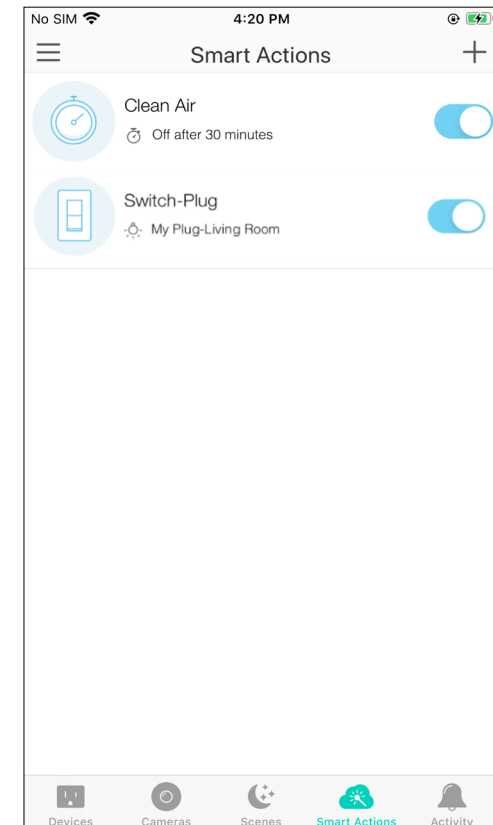 No SIM 4:20 PM
Smart Actions
Clean Air
Off after 30 minutes
Switch-Plug
My Plug-Living Room
Devices Cameras Scenes Smart Actions Activity